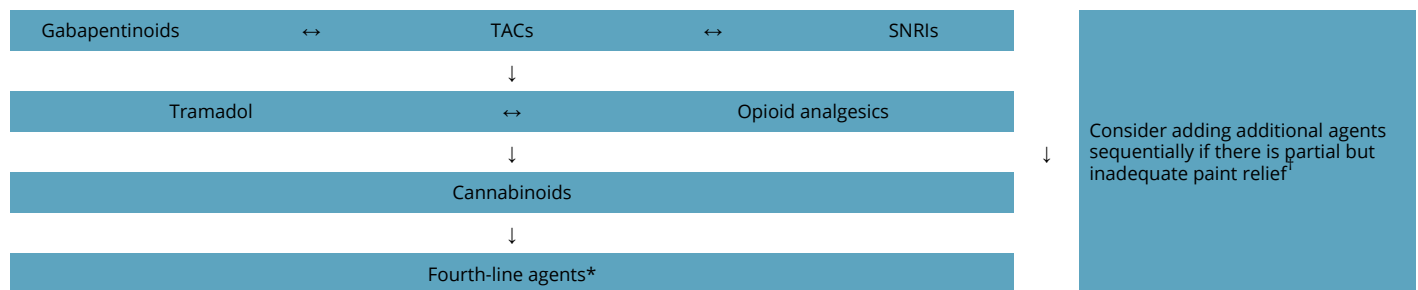 Gabapentinoids ↔ TACs ↔ SNRIs
↓
Tramadol ↔ Opioid analgesics
↓
Cannabinoids
↓
Fourth-line agents*
↓
Consider adding additional agents
sequentially if there is partial but
inadequate paint relief†